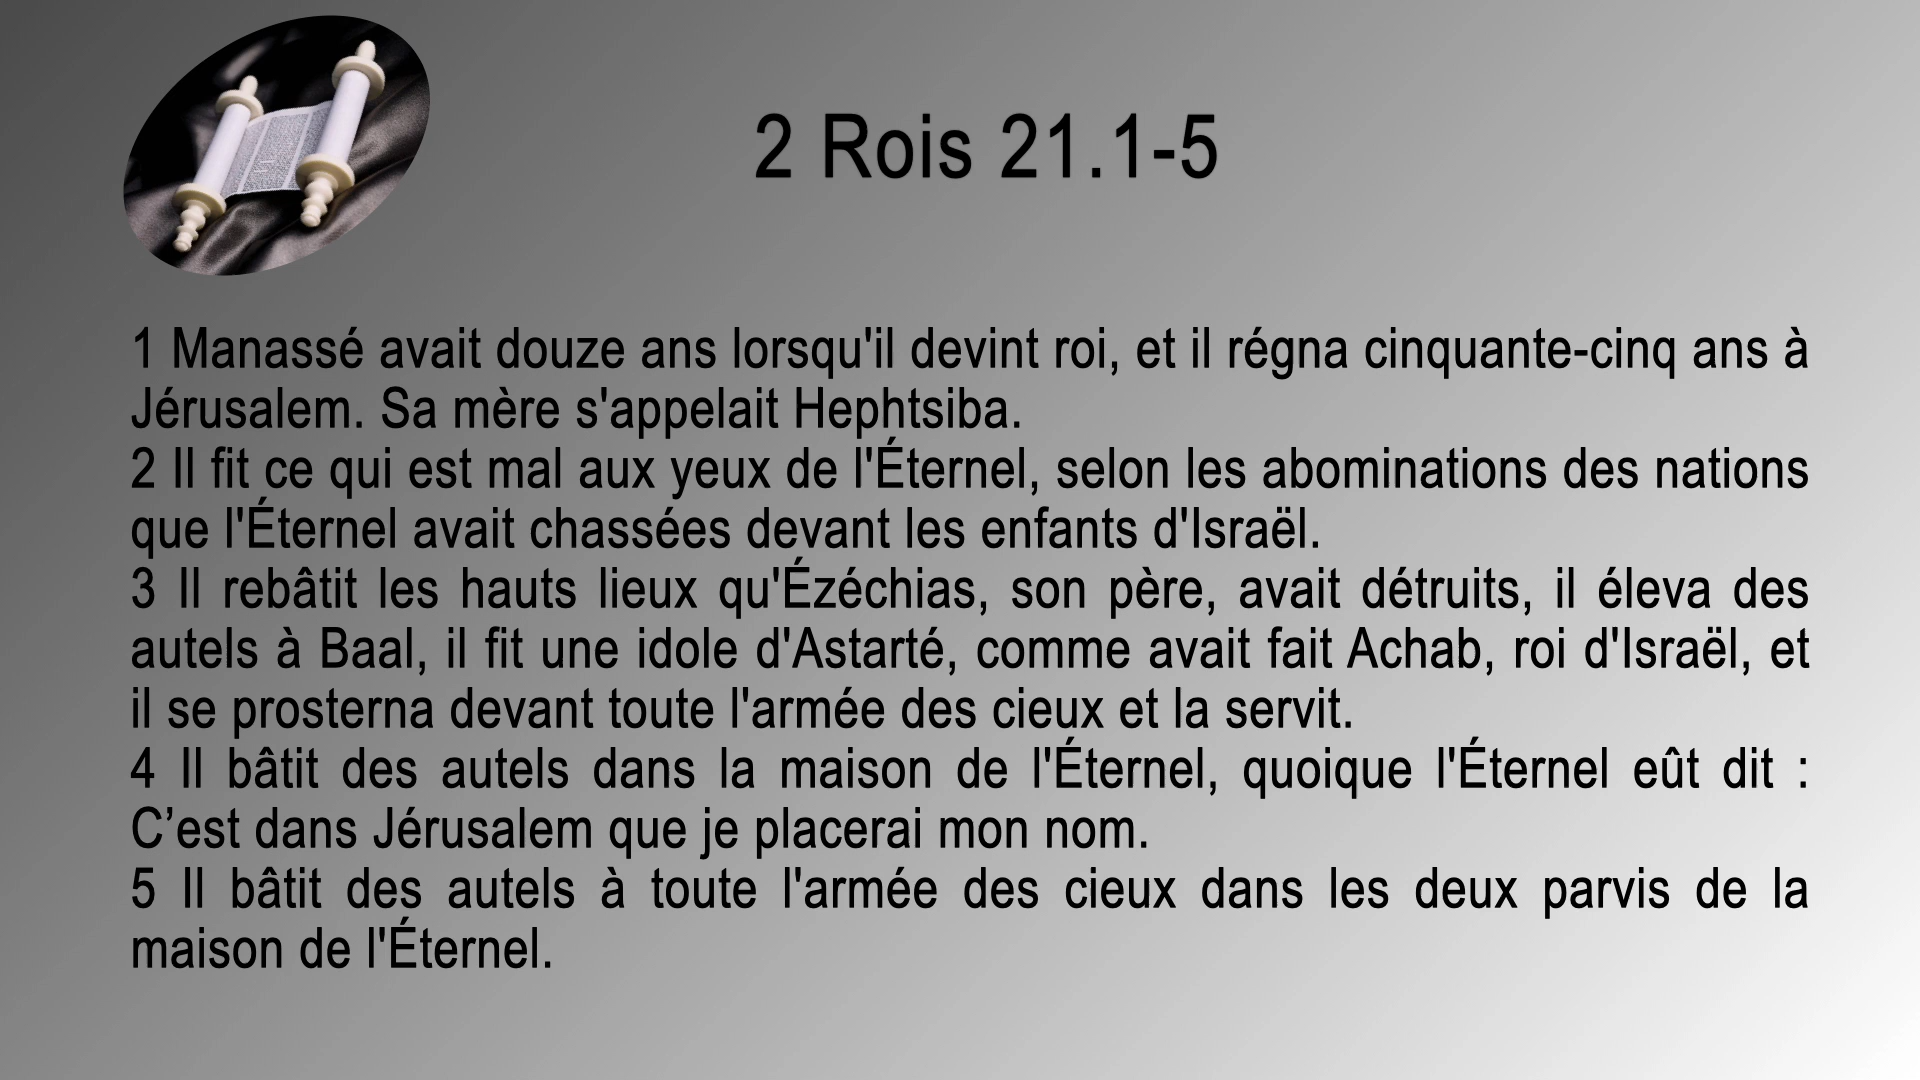 2 Rois 21.1-5
1 Manassé avait douze ans lorsqu'il devint roi, et il régna cinquante-cinq ans à
Jérusalem. Sa mère s'appelait Hephtsiba.
2 Il fit ce qui est mal aux yeux de l'Éternel, selon les abominations des nations
que l'Éternel avait chassées devant les enfants d'Israël.
3 Il rebâtit les hauts lieux qu'Ézéchias, son père, avait détruits, il éleva des
autels à Baal, il fit une idole d'Astarté, comme avait fait Achab, roi d'Israël, et
il se prosterna devant toute l'armée des cieux et la servit.
4 Il bâtit des autels dans la maison de l'Éternel, quoique l'Éternel eût dit :
C’est dans Jérusalem que je placerai mon nom.
5 Il bâtit des autels à toute l'armée des cieux dans les deux parvis de la
maison de l'Éternel.